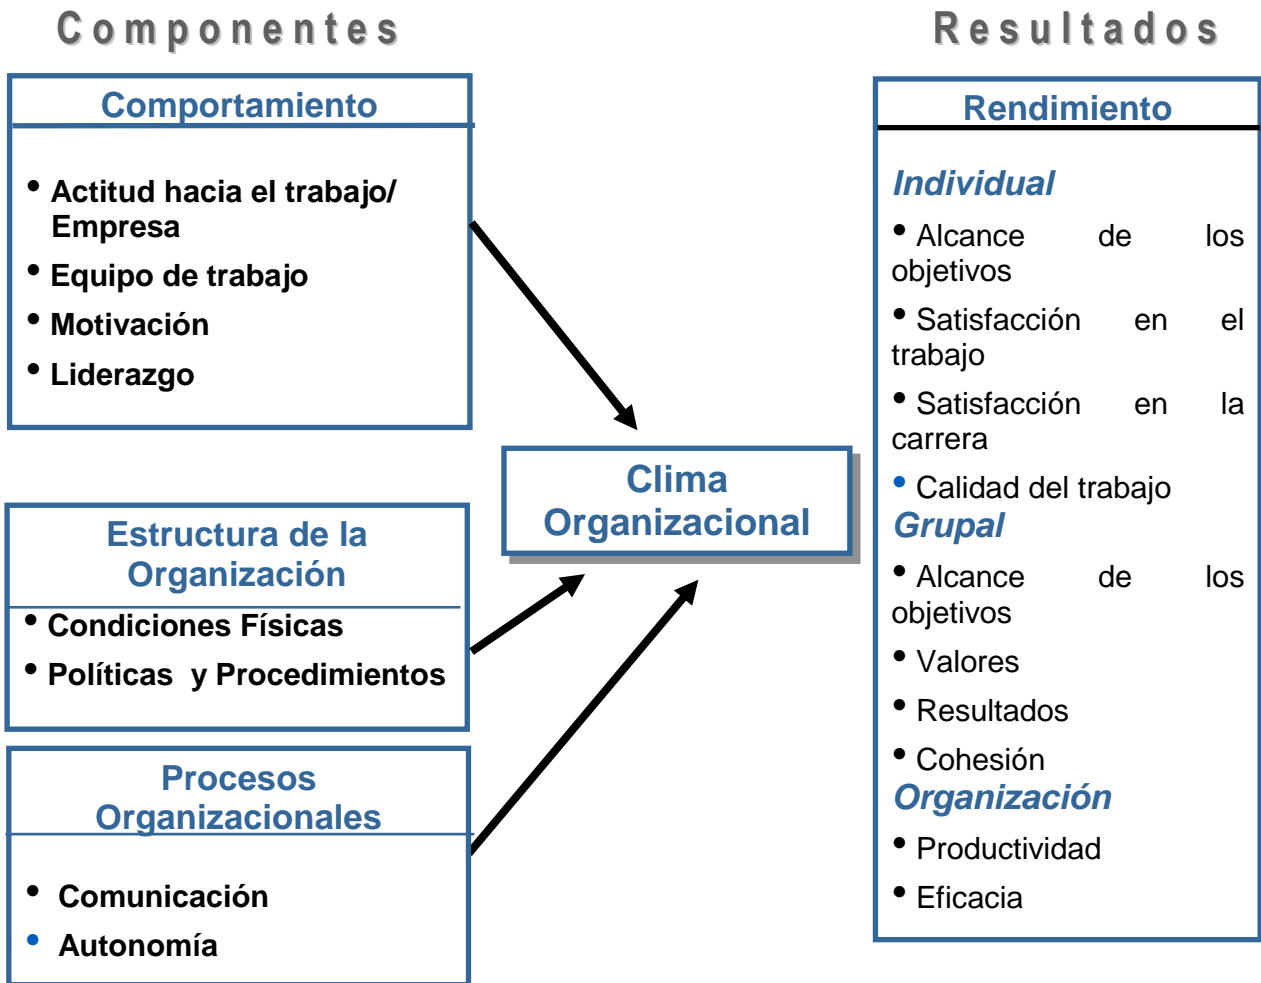 Componentes
Comportamiento
• Actitud hacia el trabajo/
Empresa
• Equipo de trabajo
• Motivación
• Liderazgo
Estructura de la
Organización
• Condiciones Físicas
• Políticas y Procedimientos
Procesos
Organizacionales
• Comunicación
• Autonomía
Clima
Organizacional
Resultados
Rendimiento
Individual
• Alcance de los
objetivos
• Satisfacción en el
trabajo
• Satisfacción en la
carrera
• Calidad del trabajo
Grupal
• Alcance de los
objetivos
• Valores
• Resultados
• Cohesión
Organización
• Productividad
• Eficacia